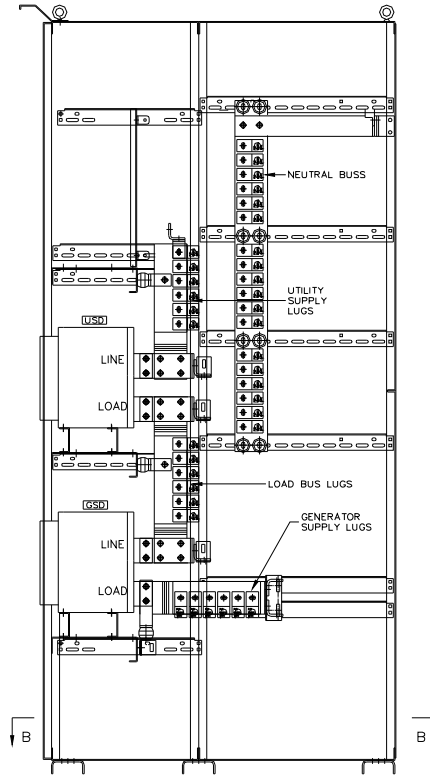 NEUTRAL BUSS
UTILITY
SUPPLY
LUGS
USD
LINE
LOAD
LOAD BUS LUGS
GSD
GENERATOR
SUPPLY LUGS
LINE
LOAD
B
B